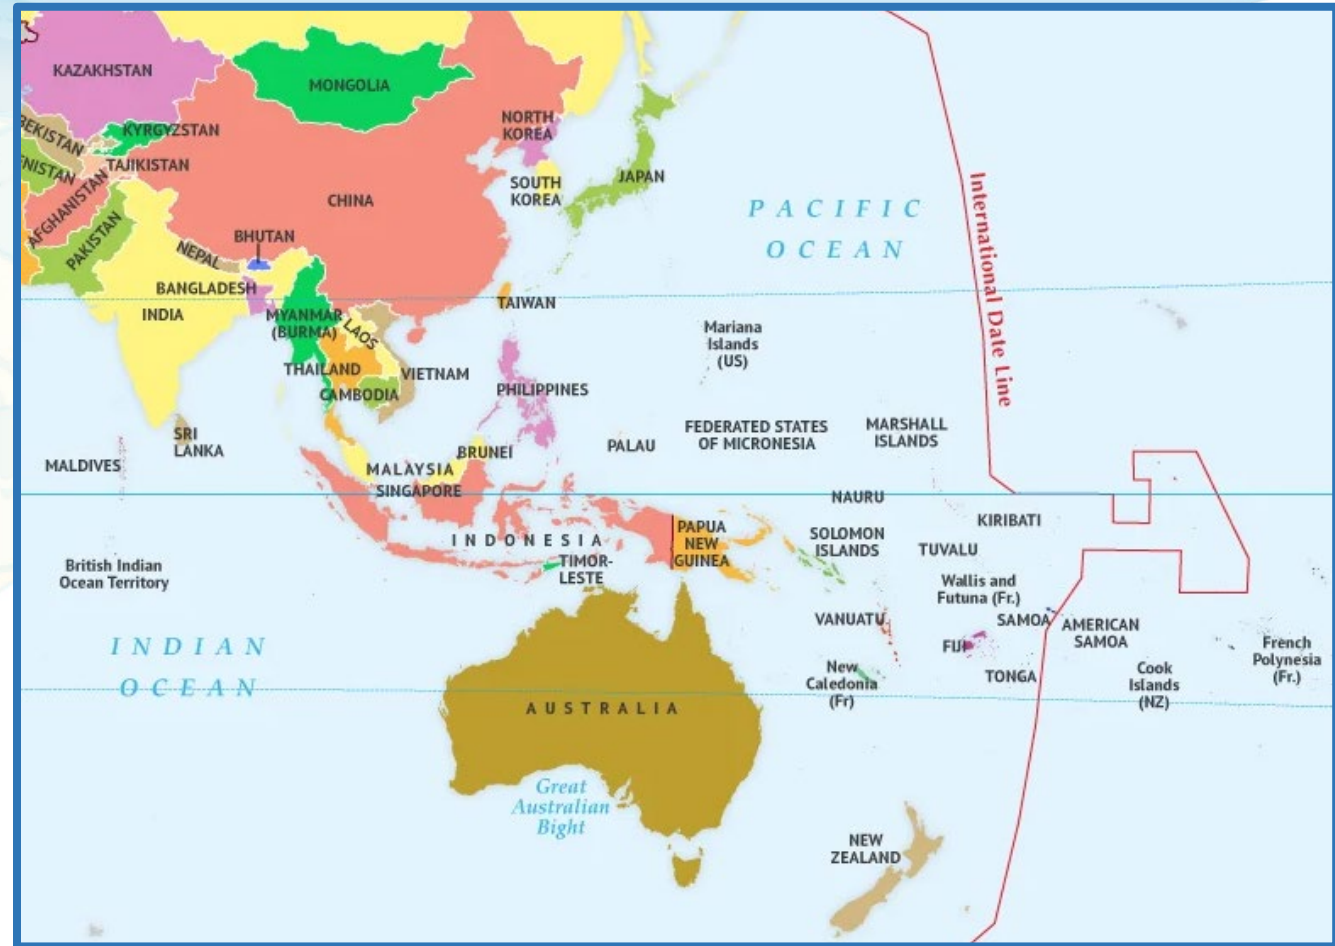 KAZAKHSTAN
MONGOLIA
BEKISTAN
KYRGYZSTAN
NISTAN
TAJIKISTAN
AFGHANISTAN
PAKISTAN
NORTH
KOREA
SOUTH
KOREA
JAPAN
CHINA
PACIFIC
OCEAN
International Date Line
BHUTAN
NEPAL
BANGLADESH
INDIA
MYANMAR
(BURMA)
LAOS
TAIWAN
THAILAND
VIETNAM
CAMBODIA
PHILIPPINES
Mariana
Islands
(US)
SRI
LANKA
MALDIVES
BRUNEI
MALAYSIA
SINGAPORE
PALAU
FEDERATED STATES
OF MICRONESIA
MARSHALL
ISLANDS
NAURU
KIRIBATI
INDONESIA
PAPUA
NEW
GUINEA
SOLOMON
ISLANDS
TUVALU
TIMOR-
LESTE
British Indian
Ocean Territory
Wallis and
Futuna (Fr.)
VANUATU
SAMOA
AMERICAN
SAMOA
FIJI
TONGA
INDIAN
OCEAN
New
Caledonia
(Fr)
Cook
Islands
(NZ)
French
Polynesia
(Fr.)
AUSTRALIA
Great
Australian
Bight
NEW
ZEALAND